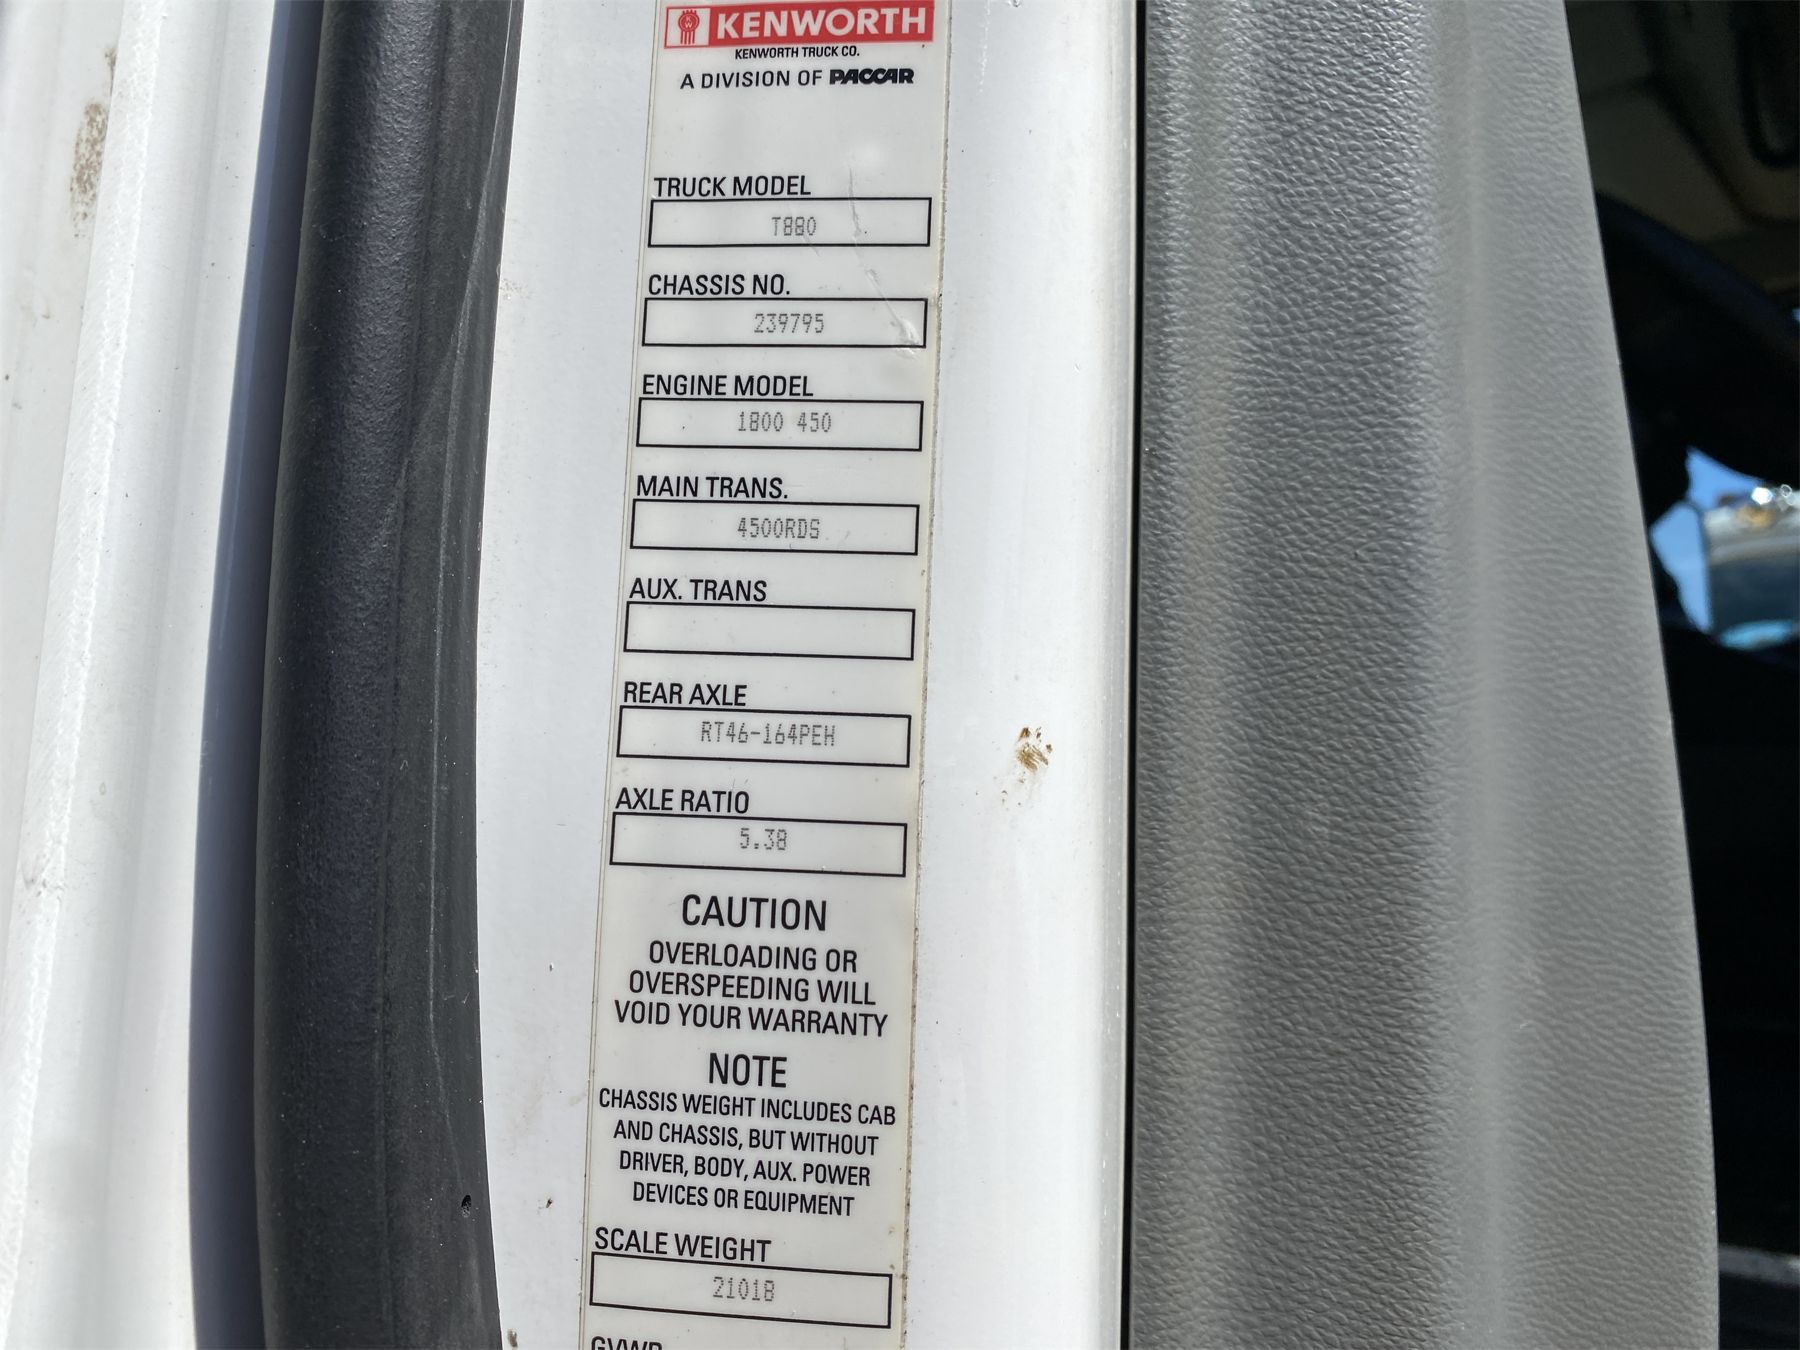 KW KENWORTH
KENWORTH TRUCK CO.
A DIVISION OF PACCAR
TRUCK MODEL
T880
CHASSIS NO.
239795
ENGINE MODEL
1800 450
MAIN TRANS.
4500RDS
AUX. TRANS
REAR AXLE
RT46-164PEH
AXLE RATIO
5.38
CAUTION
OVERLOADING OR
OVERSPEEDING WILL
VOID YOUR WARRANTY
NOTE
CHASSIS WEIGHT INCLUDES CAB
AND CHASSIS, BUT WITHOUT
DRIVER, BODY, AUX. POWER
DEVICES OR EQUIPMENT
SCALE WEIGHT
21018
GVWR